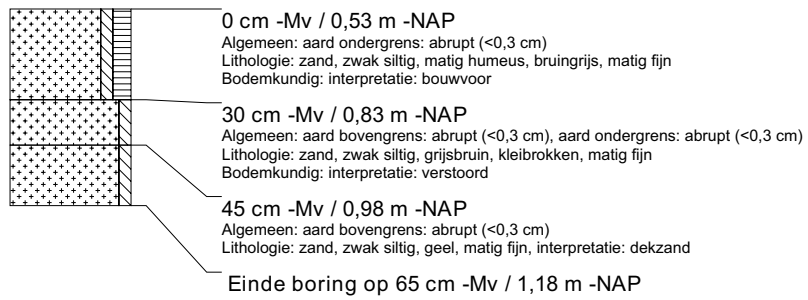 0 cm -Mv / 0,53 m -NAP
Algemeen: aard ondergrens: abrupt (<0,3 cm)
Lithologie: zand, zwak siltig, matig humeus, bruingrijs, matig fijn
Bodemkundig: interpretatie: bouwvoor
30 cm -Mv / 0,83 m -NAP
Algemeen: aard bovengrens: abrupt (<0,3 cm), aard ondergrens: abrupt (<0,3 cm)
Lithologie: zand, zwak siltig, grijsbruin, kleibrokken, matig fijn
Bodemkundig: interpretatie: verstoord
45 cm -Mv / 0,98 m -NAP
Algemeen: aard bovengrens: abrupt (<0,3 cm)
Lithologie: zand, zwak siltig, geel, matig fijn, interpretatie: dekzand
Einde boring op 65 cm -Mv / 1,18 m -NAP